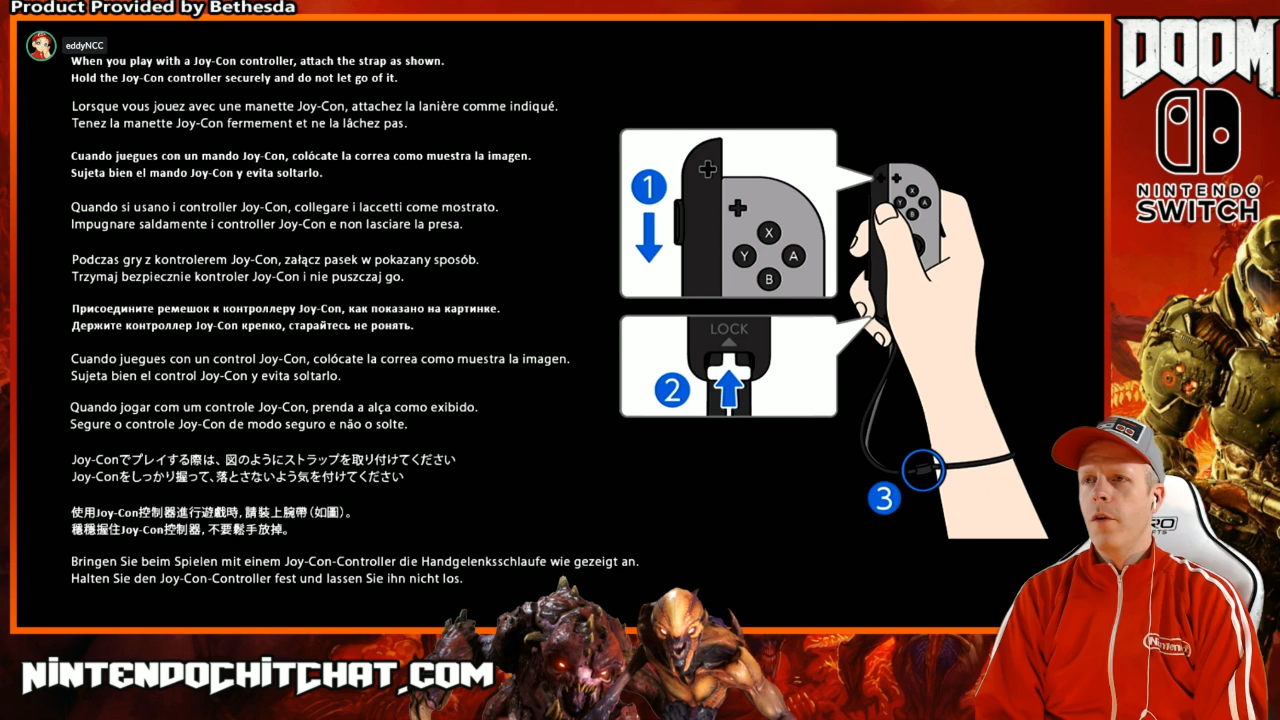 Product Provided by Bethesda
eddyNCC
When you play with a Joy-Con controller, attach the strap as shown.
Hold the Joy-Con controller securely and do not let go of it.
Lorsque vous jouez avec une manette Joy-Con, attachez la lanière comme indiqué.
Tenez la manette Joy-Con fermement et ne la lâchez pas.
Cuando juegues con un mando Joy-Con, colócate la correa como muestra la imagen.
Sujeta bien el mando Joy-Con y evita soltarlo.
Quando si usano i controller Joy-Con, collegare i laccetti come mostrato.
Impugnare saldamente i controller Joy-Con e non lasciare la presa.
Podczas gry z kontrolerem Joy-Con, załącz pasek w pokazany sposób.
Trzymaj bezpiecznie kontroler Joy-Con i nie puszczaj go.
Присоедините ремешок к контроллеру Joy-Con, как показано на картинке.
Держите контроллер Joy-Con крепко, старайтесь не ронять.
Cuando juegues con un control Joy-Con, colócate la correa como muestra la imagen.
Sujeta bien el control Joy-Con y evita soltarlo.
Quando jogar com um controle Joy-Con, prenda a alça como exibido.
Segure o controle Joy-Con de modo seguro e não o solte.
Joy-Conでプレイする際は、図のようにストラップを取り付けてください
Joy-Conをしっかり握って、落とさないよう気を付けてください
使用Joy-Con控制器進行遊戲時,請裝上腕帶(如圖)。
穩穩握住Joy-Con控制器,不要鬆手放掉。
Bringen Sie beim Spielen mit einem Joy-Con-Controller die Handgelenksschlaufe wie gezeigt an.
Halten Sie den Joy-Con-Controller fest und lassen Sie ihn nicht los.
1
X
Y
A
B
LOCK
2
X
Y
A
B
3
DOOM
NINTENDO
SWITCH
Nintendo
NINTENDOCHITCHAT.COM